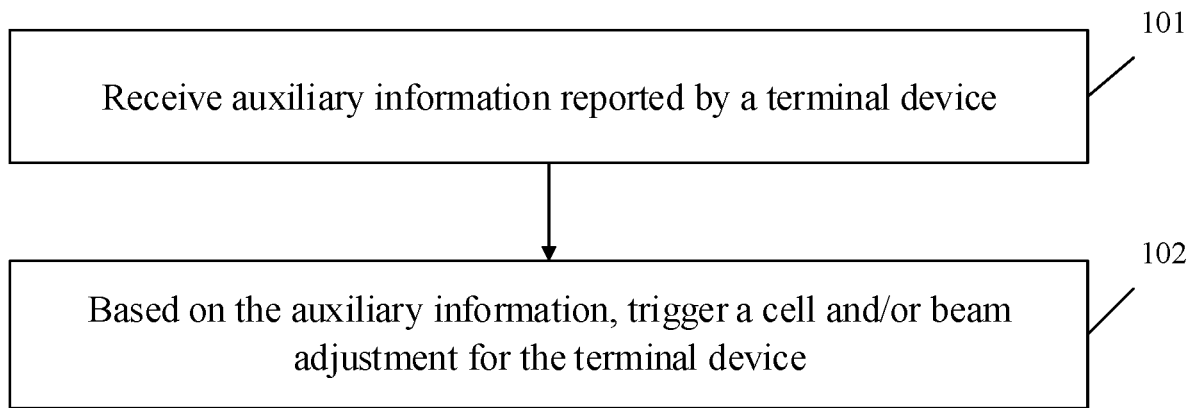 101
Receive auxiliary information reported by a terminal device
102
Based on the auxiliary information, trigger a cell and/or beam
adjustment for the terminal device